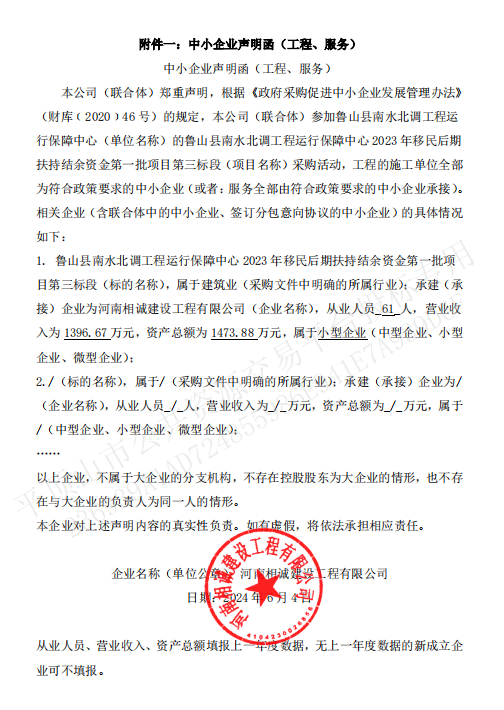 附件一：中小企业声明函（工程、服务）
中小企业声明函（工程、服务）
本公司（联合体）郑重声明，根据《政府采购促进中小企业发展管理办法》
（财库﹝2020﹞46 号）的规定，本公司（联合体）参加鲁山县南水北调工程运
行保障中心（单位名称）的鲁山县南水北调工程运行保障中心 2023 年移民后期
扶持结余资金第一批项目第三标段（项目名称）采购活动，工程的施工单位全部
为符合政策要求的中小企业（或者：服务全部由符合政策要求的中小企业承接）。
相关企业（含联合体中的中小企业、签订分包意向协议的中小企业）的具体情况
如下：
1. 鲁山县南水北调工程运行保障中心 2023 年移民后期扶持结余资金第一批项
目第三标段（标的名称），属于建筑业（采购文件中明确的所属行业）；承建（承
接）企业为河南相诚建设工程有限公司（企业名称），从业人员 61 人，营业收
入为 1396.67 万元，资产总额为 1473.88 万元，属于小型企业（中型企业、小型
企业、微型企业）；
2./（标的名称），属于/（采购文件中明确的所属行业）；承建（承接）企业为/
（企业名称），从业人员_/_人，营业收入为_/_万元，资产总额为_/_万元，属于
/（中型企业、小型企业、微型企业）；
……
以上企业，不属于大企业的分支机构，不存在控股股东为大企业的情形，也不存
在与大企业的负责人为同一人的情形。
本企业对上述声明内容的真实性负责。如有虚假，将依法承担相应责任。
企业名称（单位公章）：河南相诚建设工程有限公司
日期：2024 年 6 月 4 日
河南相诚建设工程有限公司
从业人员、营业收入、资产总额填报上一年度数据，无上一年度数据的新成立企
业可不填报。